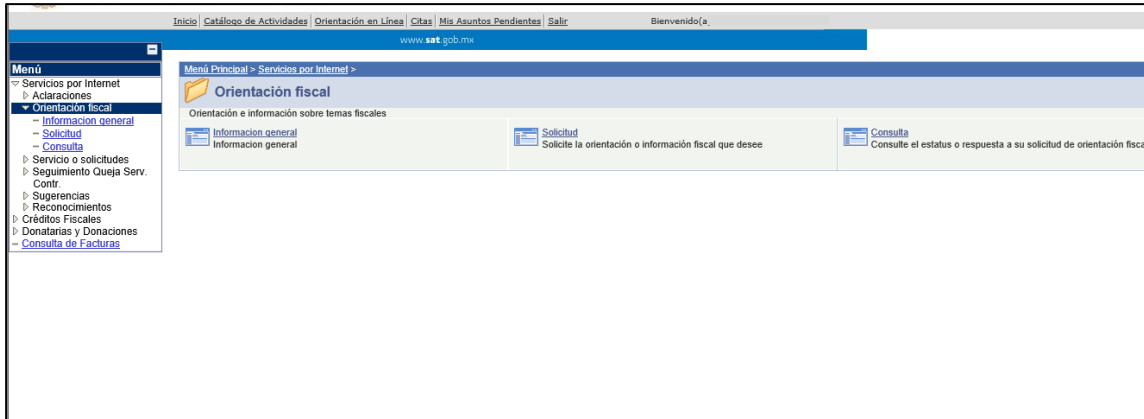 Inicio Catálogo de Actividades Orientación en Línea Citas Mis Asuntos Pendientes Salir Bienvenido(a
www.sat.gob.mx
Menú
Servicios por Internet
Aclaraciones
Orientación fiscal
Informacion general
Solicitud
Consulta
Servicio o solicitudes
Seguimiento Queja Serv.
Contr.
Sugerencias
Reconocimientos
Créditos Fiscales
Donatarias y Donaciones
Consulta de Facturas
Menú Principal > Servicios por Internet >
Orientación fiscal
Orientación e información sobre temas fiscales
Informacion general
Informacion general
Solicitud
Solicite la orientación o información fiscal que desee
Consulta
Consulte el estatus o respuesta a su solicitud de orientación fisca